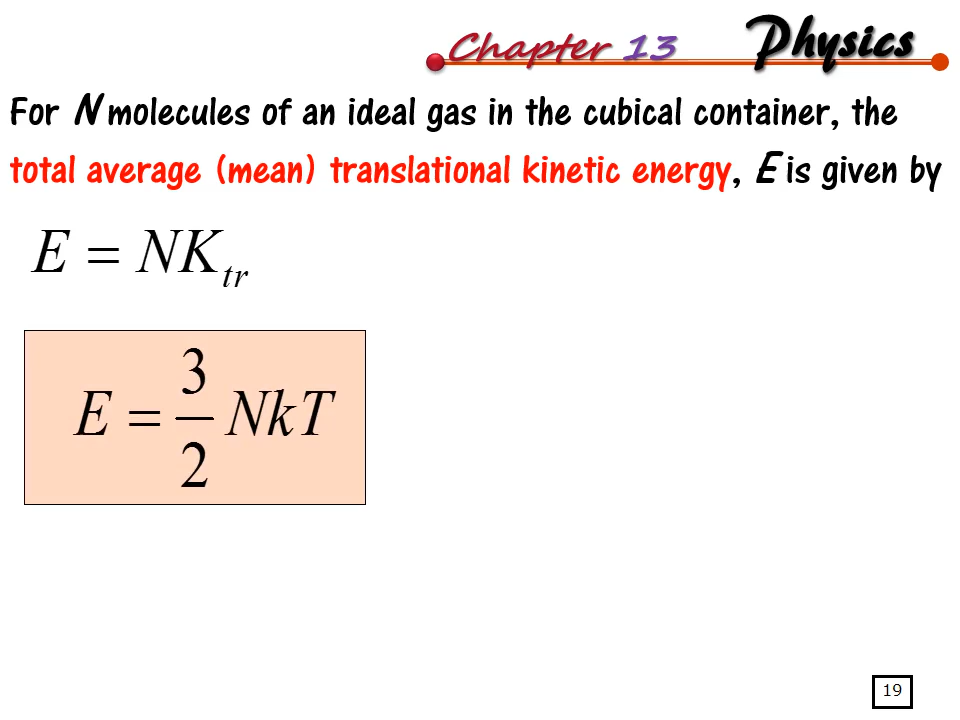 Chapter 13 Physics
For N molecules of an ideal gas in the cubical container, the
total average (mean) translational kinetic energy, E is given by
E = NK_tr
E = 3/2 NkT
19